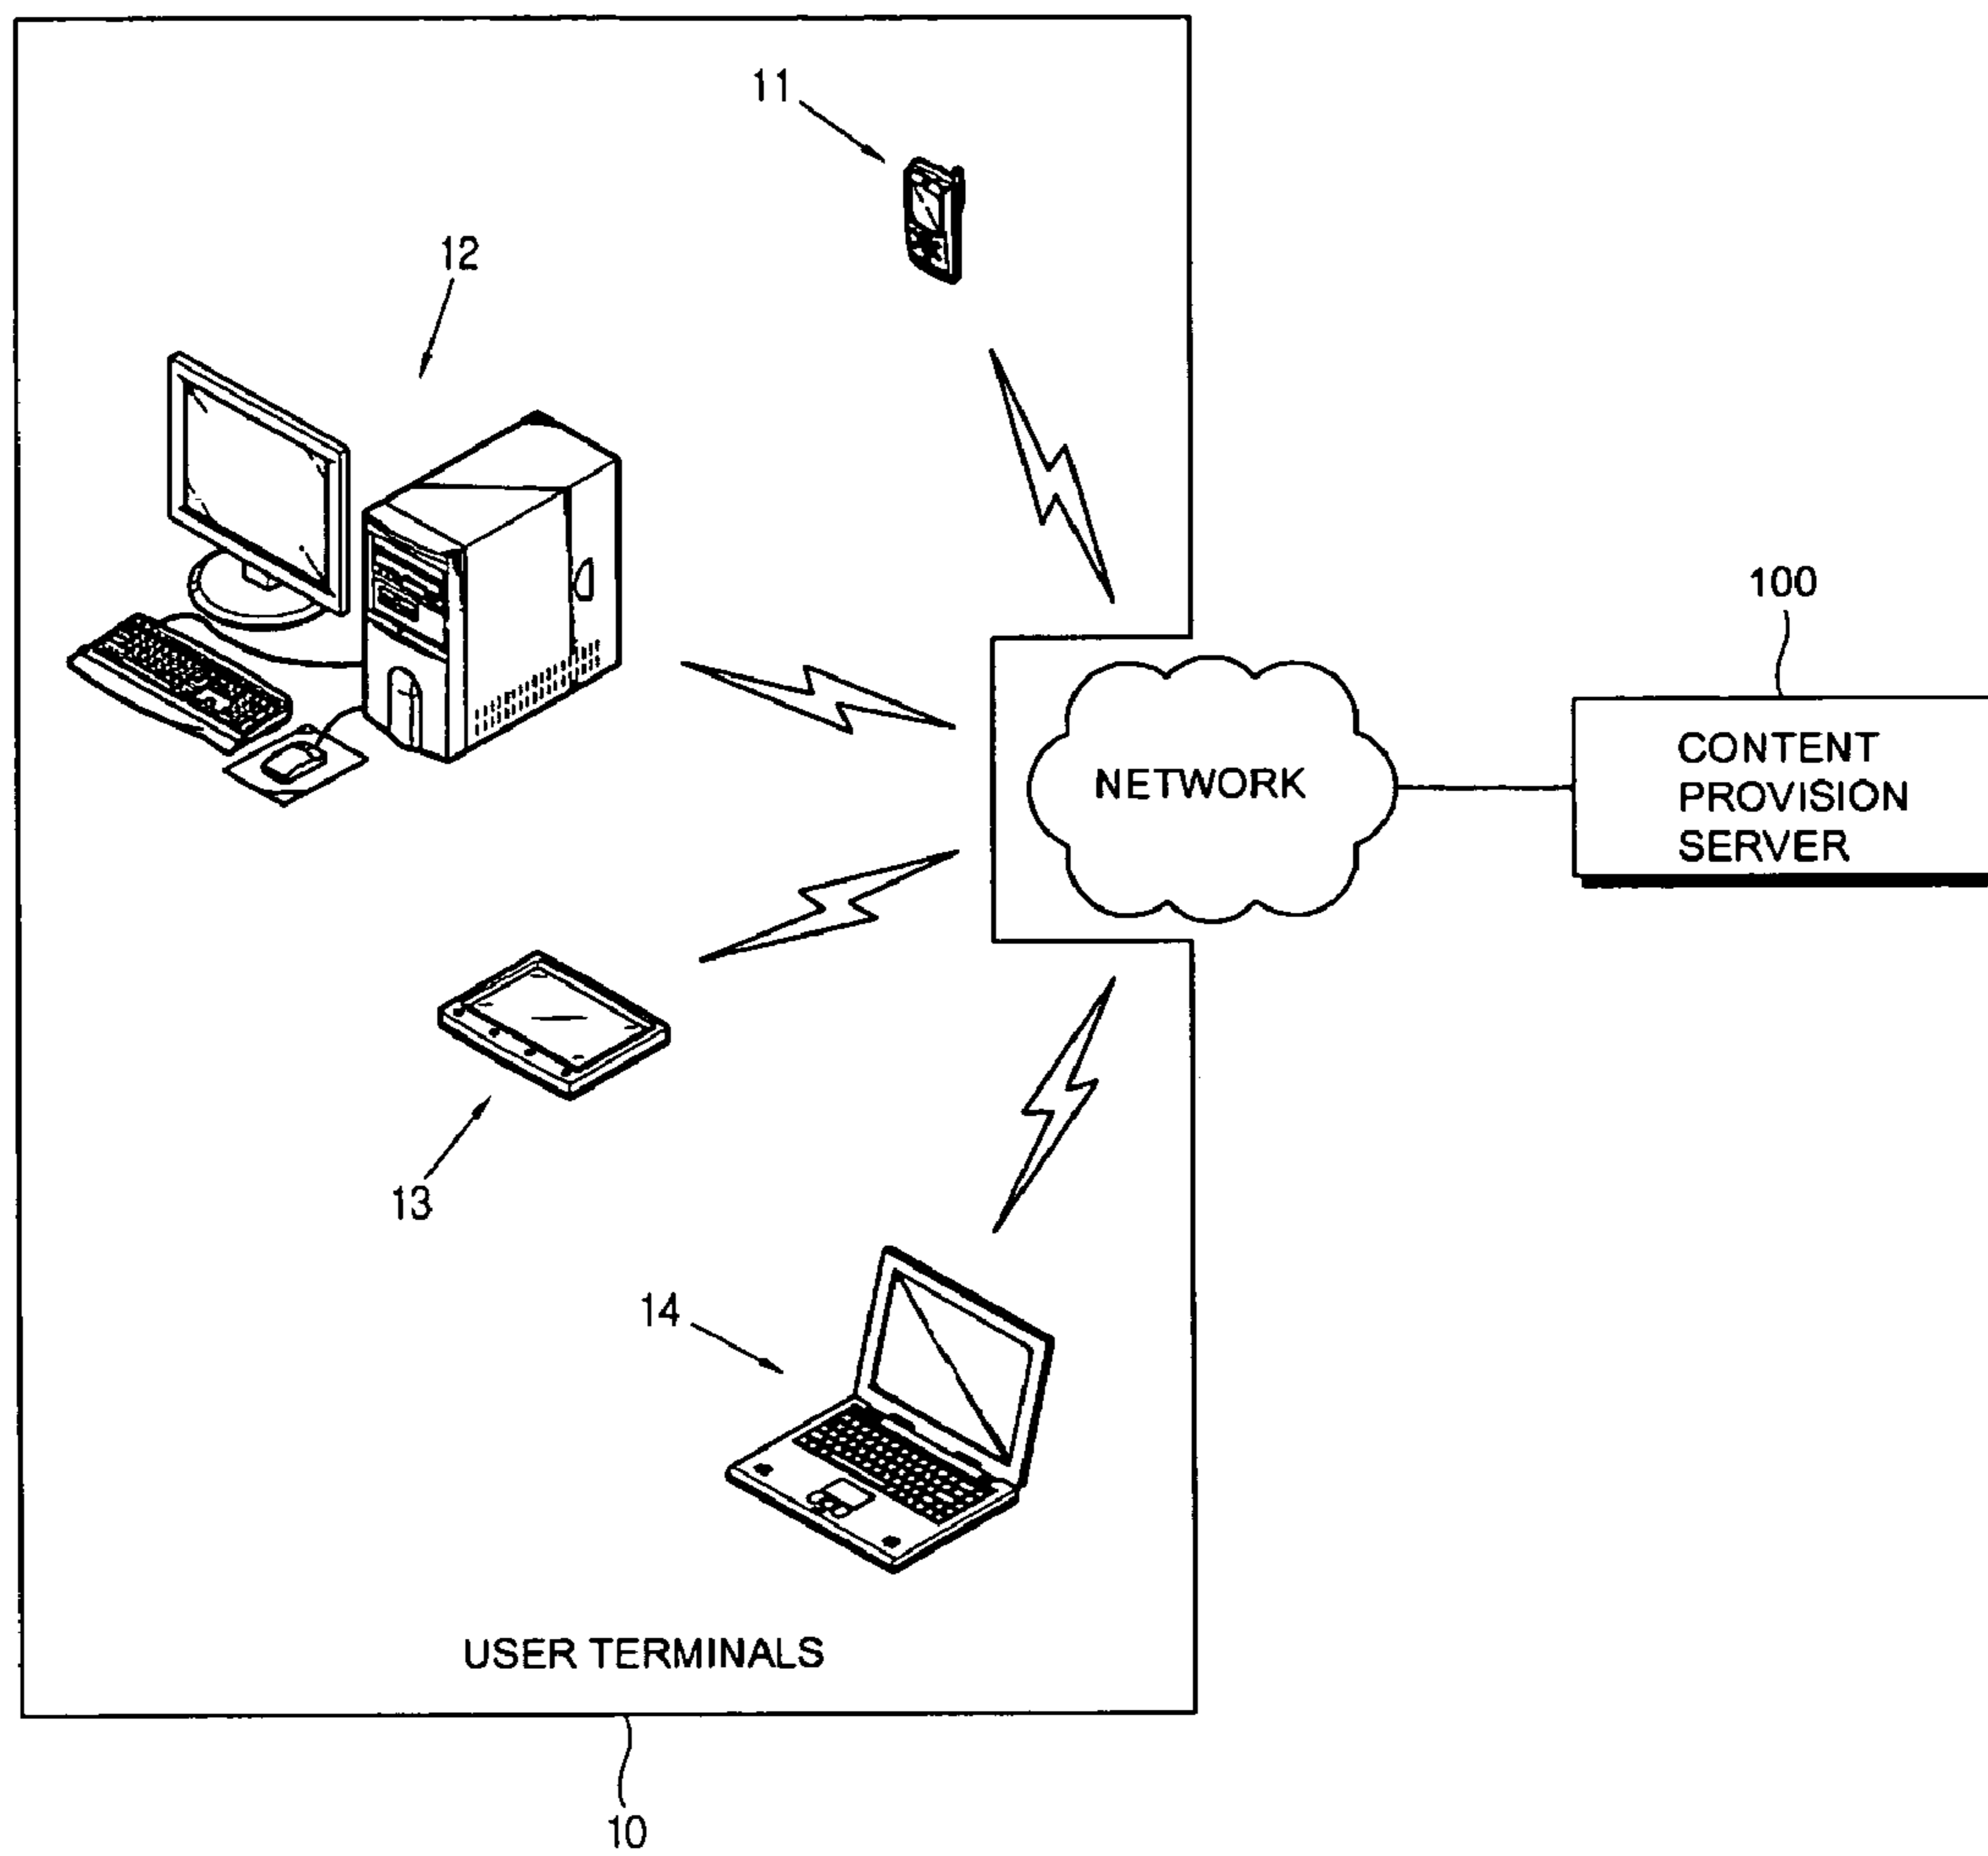 11
12
100
NETWORK
CONTENT
PROVISION
SERVER
13
14
USER TERMINALS
10